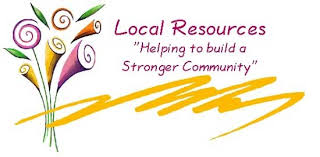 Local Resources
"Helping to build a
Stronger Community"